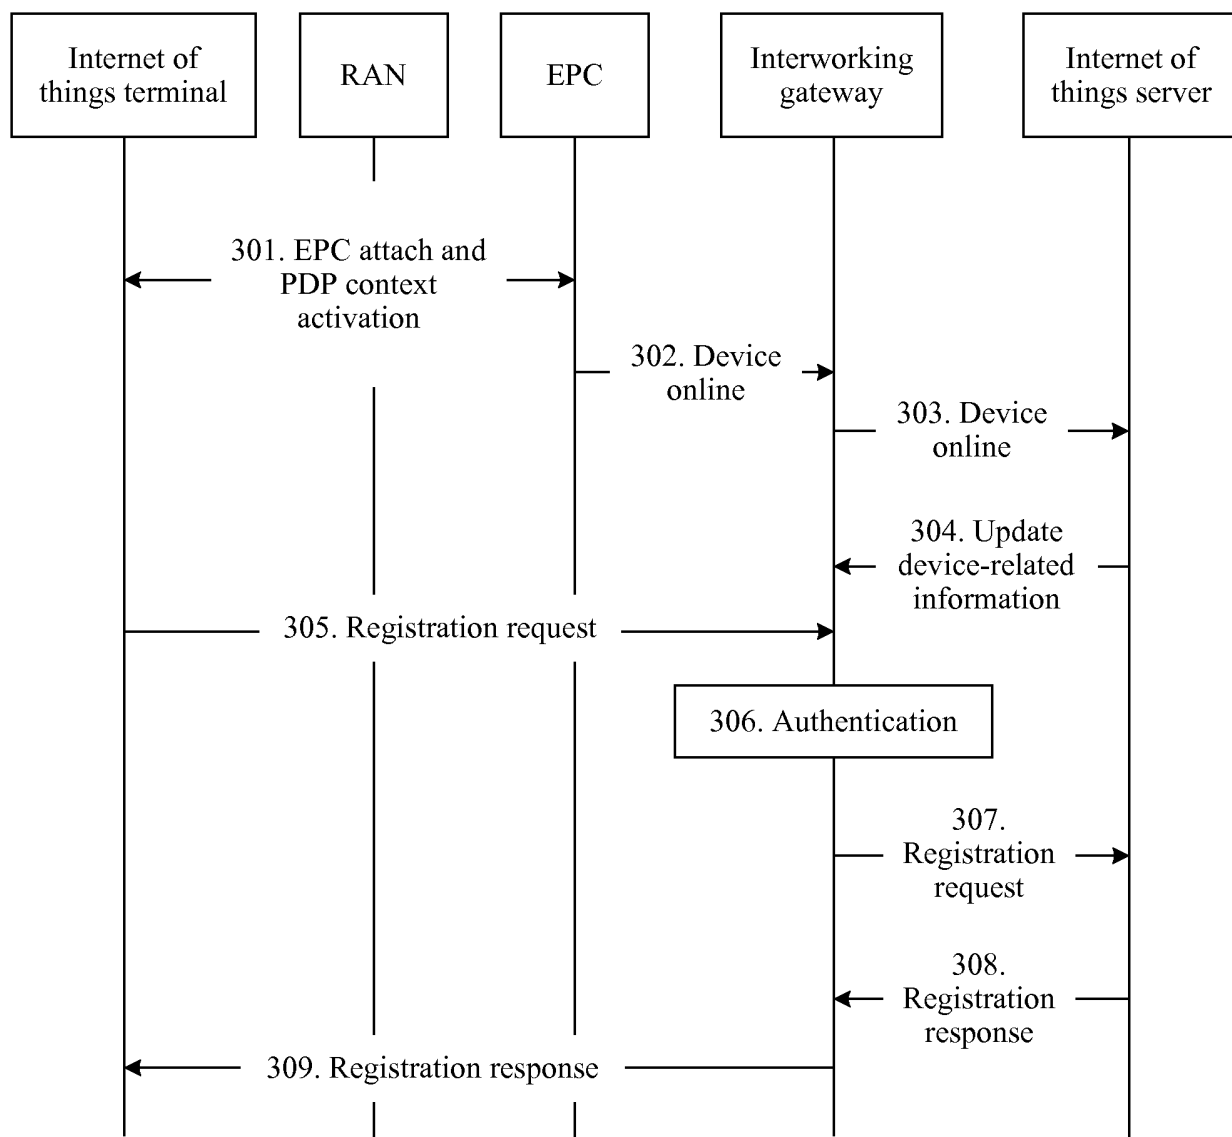 Internet of
things terminal
RAN
EPC
Interworking
gateway
Internet of
things server
301. EPC attach and
PDP context
activation
302. Device
online
303. Device
online
304. Update
device-related
information
305. Registration request
306. Authentication
307.
Registration
request
308.
Registration
response
309. Registration response